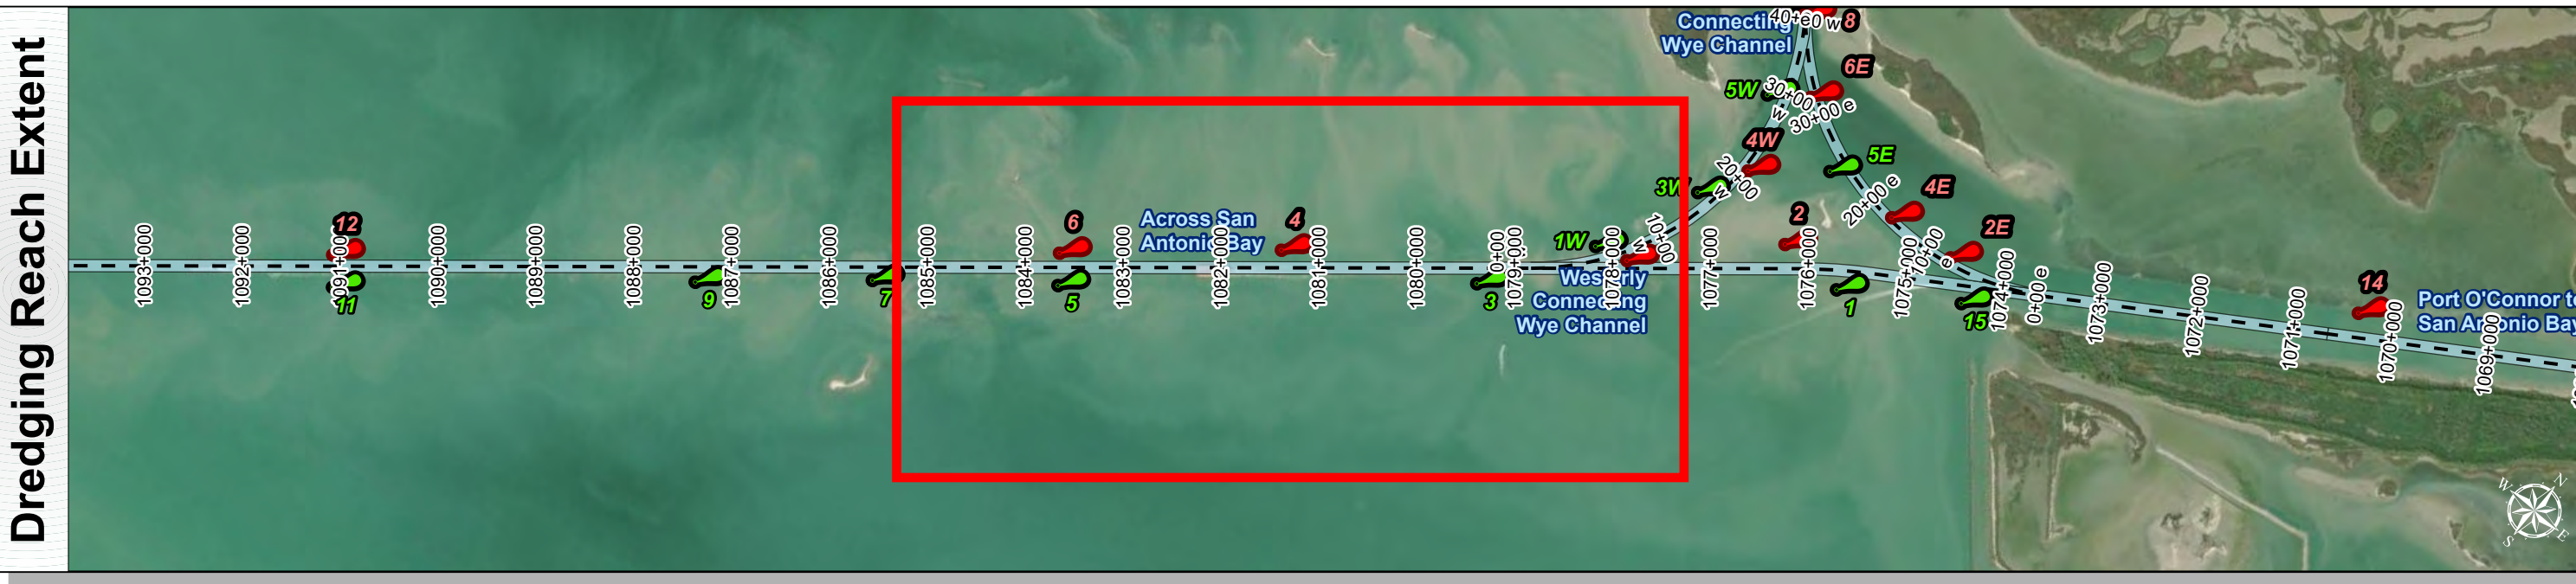 Dredging Reach Extent
Connecting
Wye Channel
40+e0 w
8
6E
5W
30+00
w
30+00 e
4W
5E
3W
20+00
w
4E
20+00 e
12
6
Across San
Antonio Bay
4
1W
10+00
w
2
2E
1093+000
1092+000
1091+000
1090+000
1089+000
1088+000
1087+000
1086+000
1085+000
1084+000
1083+000
1082+000
1081+000
1080+000
0+00
1079+000
1078+000
1077+000
1076+000
1075+000
e
1074+000
0+00e
1073+000
1072+000
1071+000
1070+000
1069+000
11
9
7
5
3
Westerly
Connecting
Wye Channel
1
15
14
Port O'Connor to
San Antonio Bay
N
W
E
S